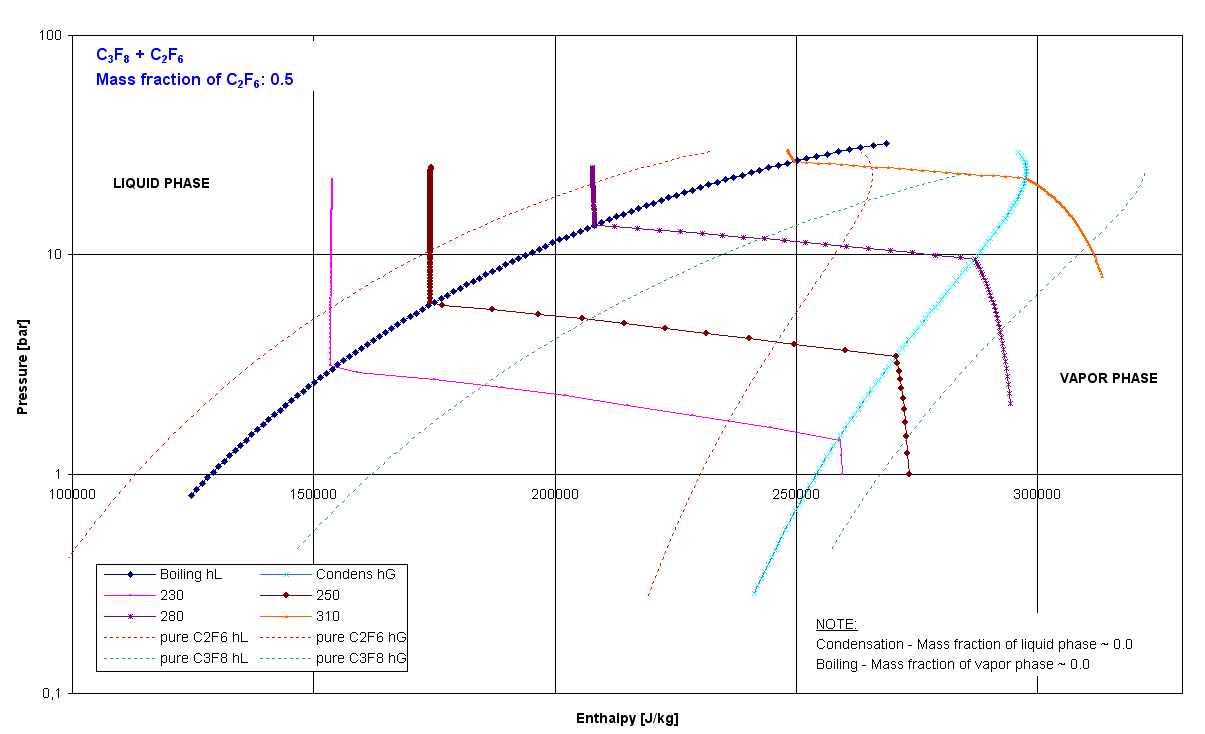 100
C₃F₈ + C₂F₆
Mass fraction of C₂F₆: 0.5
LIQUID PHASE
10
Pressure [bar]
VAPOR PHASE
1
100000 150000 200000 250000 300000
Boiling hL Condens hG
230 250
280 310
pure C2F6 hL pure C2F6 hG
pure C3F8 hL pure C3F8 hG
NOTE:
Condensation - Mass fraction of liquid phase ~ 0.0
Boiling - Mass fraction of vapor phase ~ 0.0
0,1
Enthalpy [J/kg]